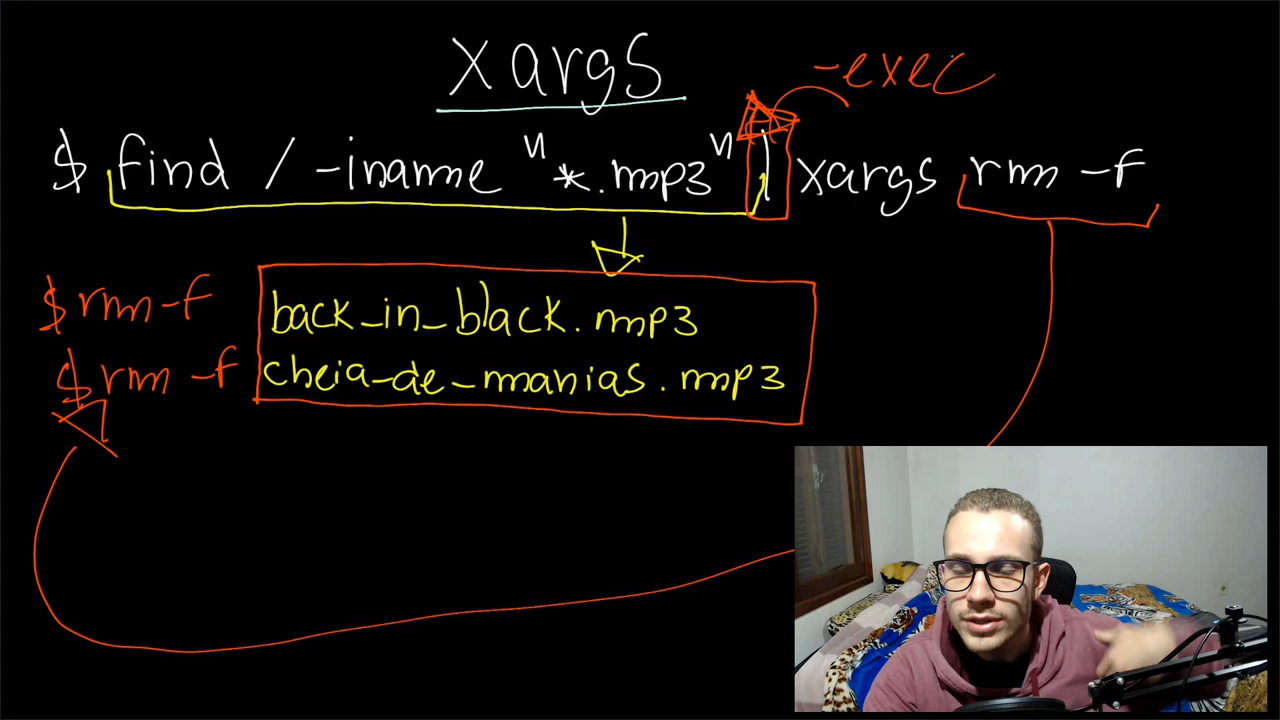 xargs
-exec
$ find / -iname "*.mp3" | xargs rm -f
$ rm -f back_in_black.mp3
$ rm -f cheia-de-manias.mp3